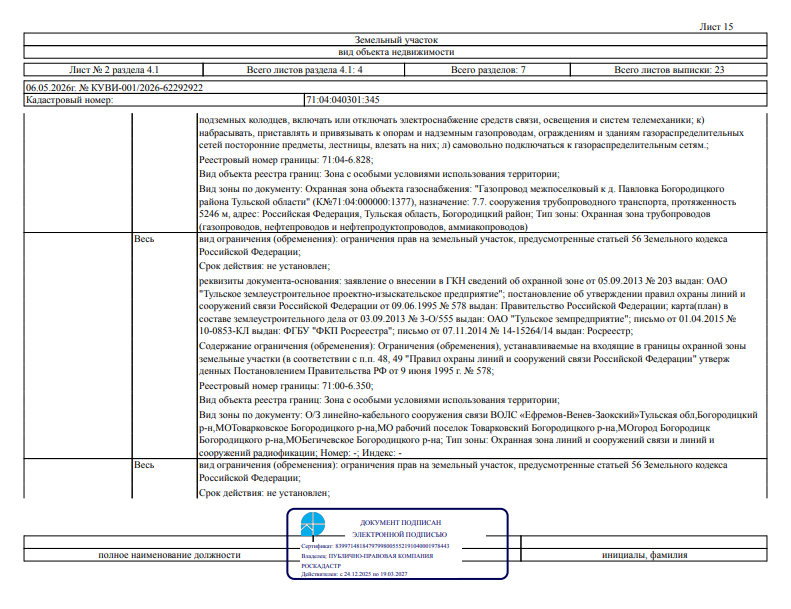 Лист 15
Земельный участок
вид объекта недвижимости
Лист № 2 раздела 4.1
Всего листов раздела 4.1: 4
Всего разделов: 7
Всего листов выписки: 23
06.05.2026г. № КУВИ-001/2026-62292922
Кадастровый номер:
71:04:040301:345
подземных колодцев, включать или отключать электроснабжение средств связи, освещения и систем телемеханики; к)
набрасывать, приставлять и привязывать к опорам и надземным газопроводам, ограждениям и зданиям газораспределительных
сетей посторонние предметы, лестницы, влезать на них; л) самовольно подключаться к газораспределительным сетям.;
Реестровый номер границы: 71:04-6.828;
Вид объекта реестра границ: Зона с особыми условиями использования территории;
Вид зоны по документу: Охранная зона объекта газоснабжения: "Газопровод межпоселковый к д. Павловка Богородицкого
района Тульской области" (К№71:04:000000:1377), назначение: 7.7. сооружения трубопроводного транспорта, протяженность
5246 м, адрес: Российская Федерация, Тульская область, Богородицкий район; Тип зоны: Охранная зона трубопроводов
(газопроводов, нефтепроводов и нефтепродуктопроводов, аммиакопроводов)
Весь
вид ограничения (обременения): ограничения прав на земельный участок, предусмотренные статьей 56 Земельного кодекса
Российской Федерации;
Срок действия: не установлен;
реквизиты документа-основания: заявление о внесении в ГКН сведений об охранной зоне от 05.09.2013 № 203 выдан: ОАО
"Тульское землеустроительное проектно-изыскательское предприятие"; постановление об утверждении правил охраны линий и
сооружений связи Российской Федерации от 09.06.1995 № 578 выдан: Правительство Российской Федерации; карта(план) в
составе землеустроительного дела от 03.09.2013 № 3-О/555 выдан: ОАО "Тульское земпредприятие"; письмо от 01.04.2015 №
10-0853-КЛ выдан: ФГБУ "ФКП Росреестра"; письмо от 07.11.2014 № 14-15264/14 выдан: Росреестр;
Содержание ограничения (обременения): Ограничения (обременения), устанавливаемые на входящие в границы охранной зоны
земельные участки (в соответствии с п.п. 48, 49 "Правил охраны линий и сооружений связи Российской Федерации" утверж
денных Постановлением Правительства РФ от 9 июня 1995 г. № 578;
Реестровый номер границы: 71:00-6.350;
Вид объекта реестра границ: Зона с особыми условиями использования территории;
Вид зоны по документу: О/З линейно-кабельного сооружения связи ВОЛС «Ефремов-Венев-Заокский»Тульская обл,Богородицкий
р-н,МОТоварковское Богородицкого р-на,МО рабочий поселок Товарковский Богородицкого р-на,МОгород Богородицк
Богородицкого р-на,МОБегичевское Богородицкого р-на; Тип зоны: Охранная зона линий и сооружений связи и линий и
сооружений радиофикации; Номер: -; Индекс: -
Весь
вид ограничения (обременения): ограничения прав на земельный участок, предусмотренные статьей 56 Земельного кодекса
Российской Федерации;
Срок действия: не установлен;
ДОКУМЕНТ ПОДПИСАН
ЭЛЕКТРОННОЙ ПОДПИСЬЮ
Владелец: ПУБЛИЧНО-ПРАВОВАЯ КОМПАНИЯ
РОСКАДАСТР
Действителен: с 24.12.2025 по 19.03.2027
полное наименование должности
инициалы, фамилия